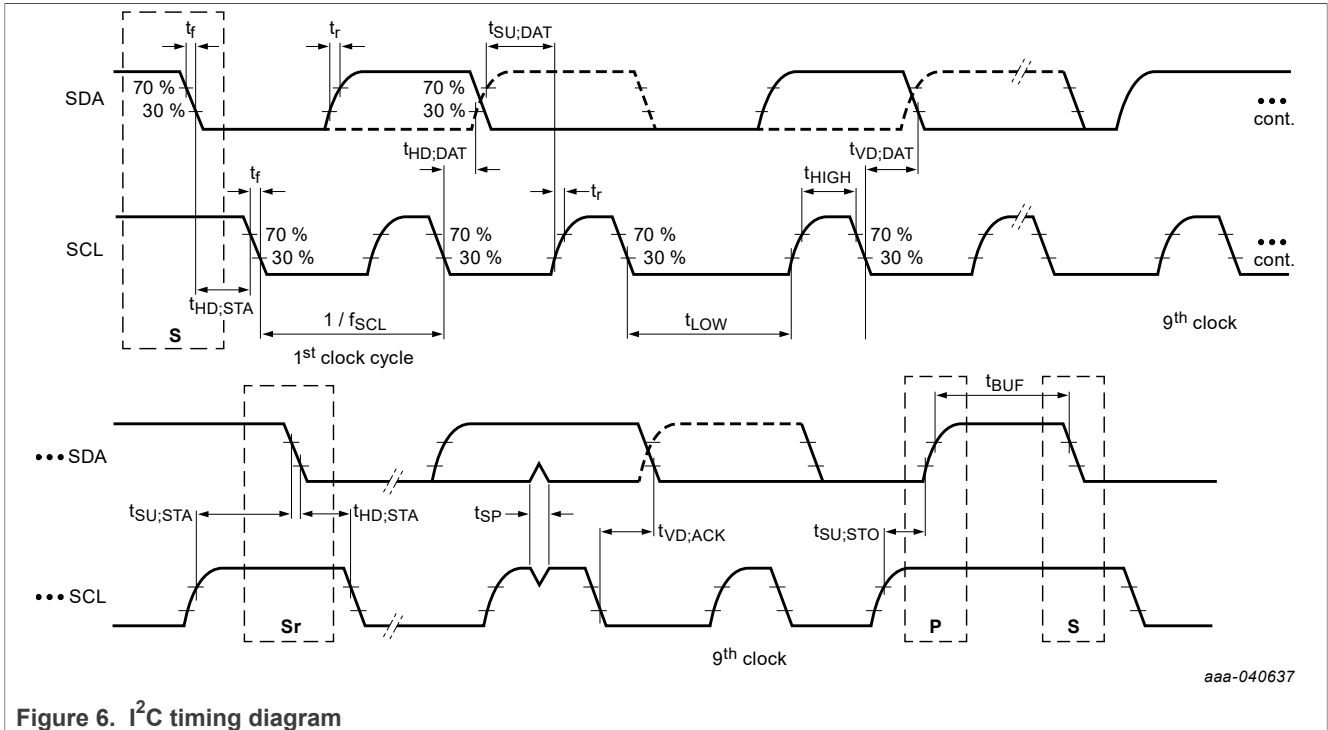 tf tr tSU;DAT
SDA 70 % 30 % 70 % 30 % ••• cont.
tHD;DAT tVD;DAT
tf tr tHIGH
SCL 70 % 30 % 70 % 30 % 70 % 30 % 70 % 30 % ••• cont.
tHD;STA
S 1 / fSCL tLOW 9th clock
1st clock cycle
tBUF
••• SDA
tSU;STA tHD;STA tSP tVD;ACK tSU;STO
••• SCL
Sr P S
9th clock
aaa-040637
Figure 6. I2C timing diagram